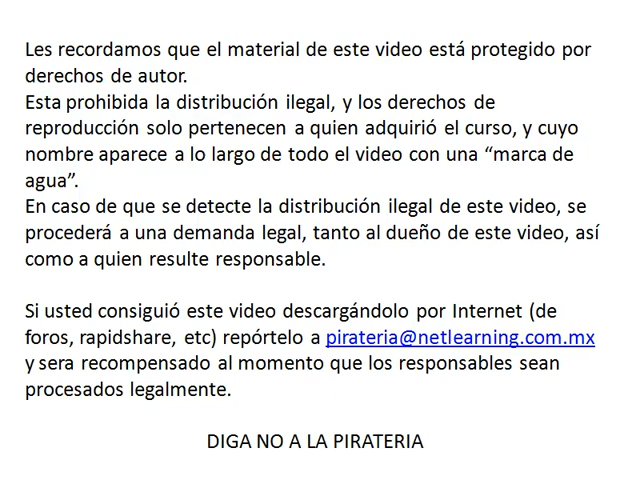 Les recordamos que el material de este video está protegido por
derechos de autor.
Esta prohibida la distribución ilegal, y los derechos de
reproducción solo pertenecen a quien adquirió el curso, y cuyo
nombre aparece a lo largo de todo el video con una “marca de
agua”.
En caso de que se detecte la distribución ilegal de este video, se
procederá a una demanda legal, tanto al dueño de este video, así
como a quien resulte responsable.
Si usted consiguió este video descargándolo por Internet (de
foros, rapidshare, etc) repórtelo a pirateria@netlearning.com.mx
y sera recompensado al momento que los responsables sean
procesados legalmente.
DIGA NO A LA PIRATERIA